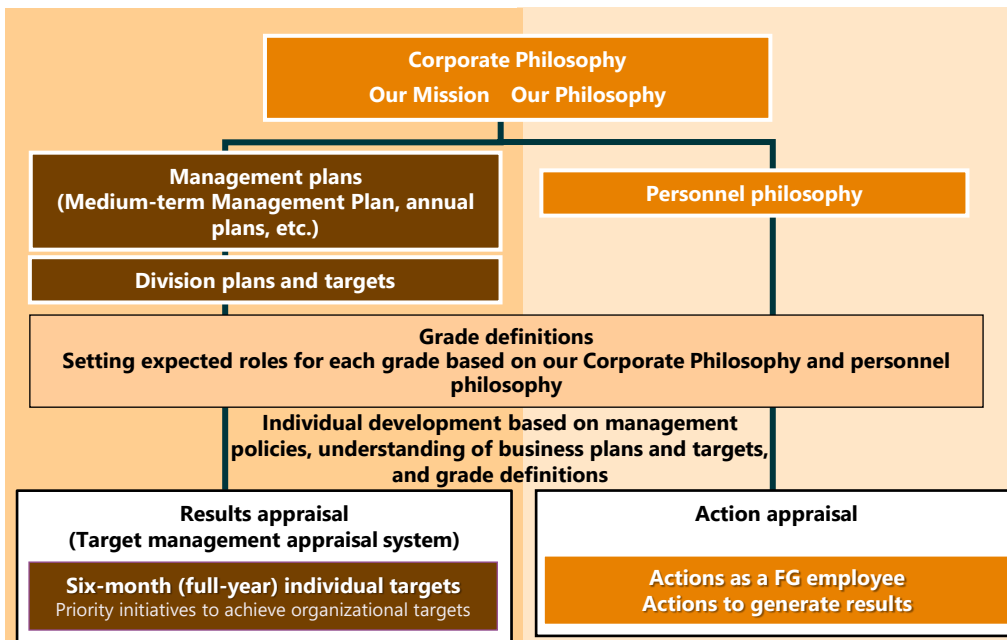 Corporate Philosophy
Our Mission Our Philosophy
Management plans
(Medium-term Management Plan, annual
plans, etc.)
Personnel philosophy
Division plans and targets
Grade definitions
Setting expected roles for each grade based on our Corporate Philosophy and personnel
philosophy
Individual development based on management
policies, understanding of business plans and targets,
and grade definitions
Results appraisal
(Target management appraisal system)
Six-month (full-year) individual targets
Priority initiatives to achieve organizational targets
Action appraisal
Actions as a FG employee
Actions to generate results